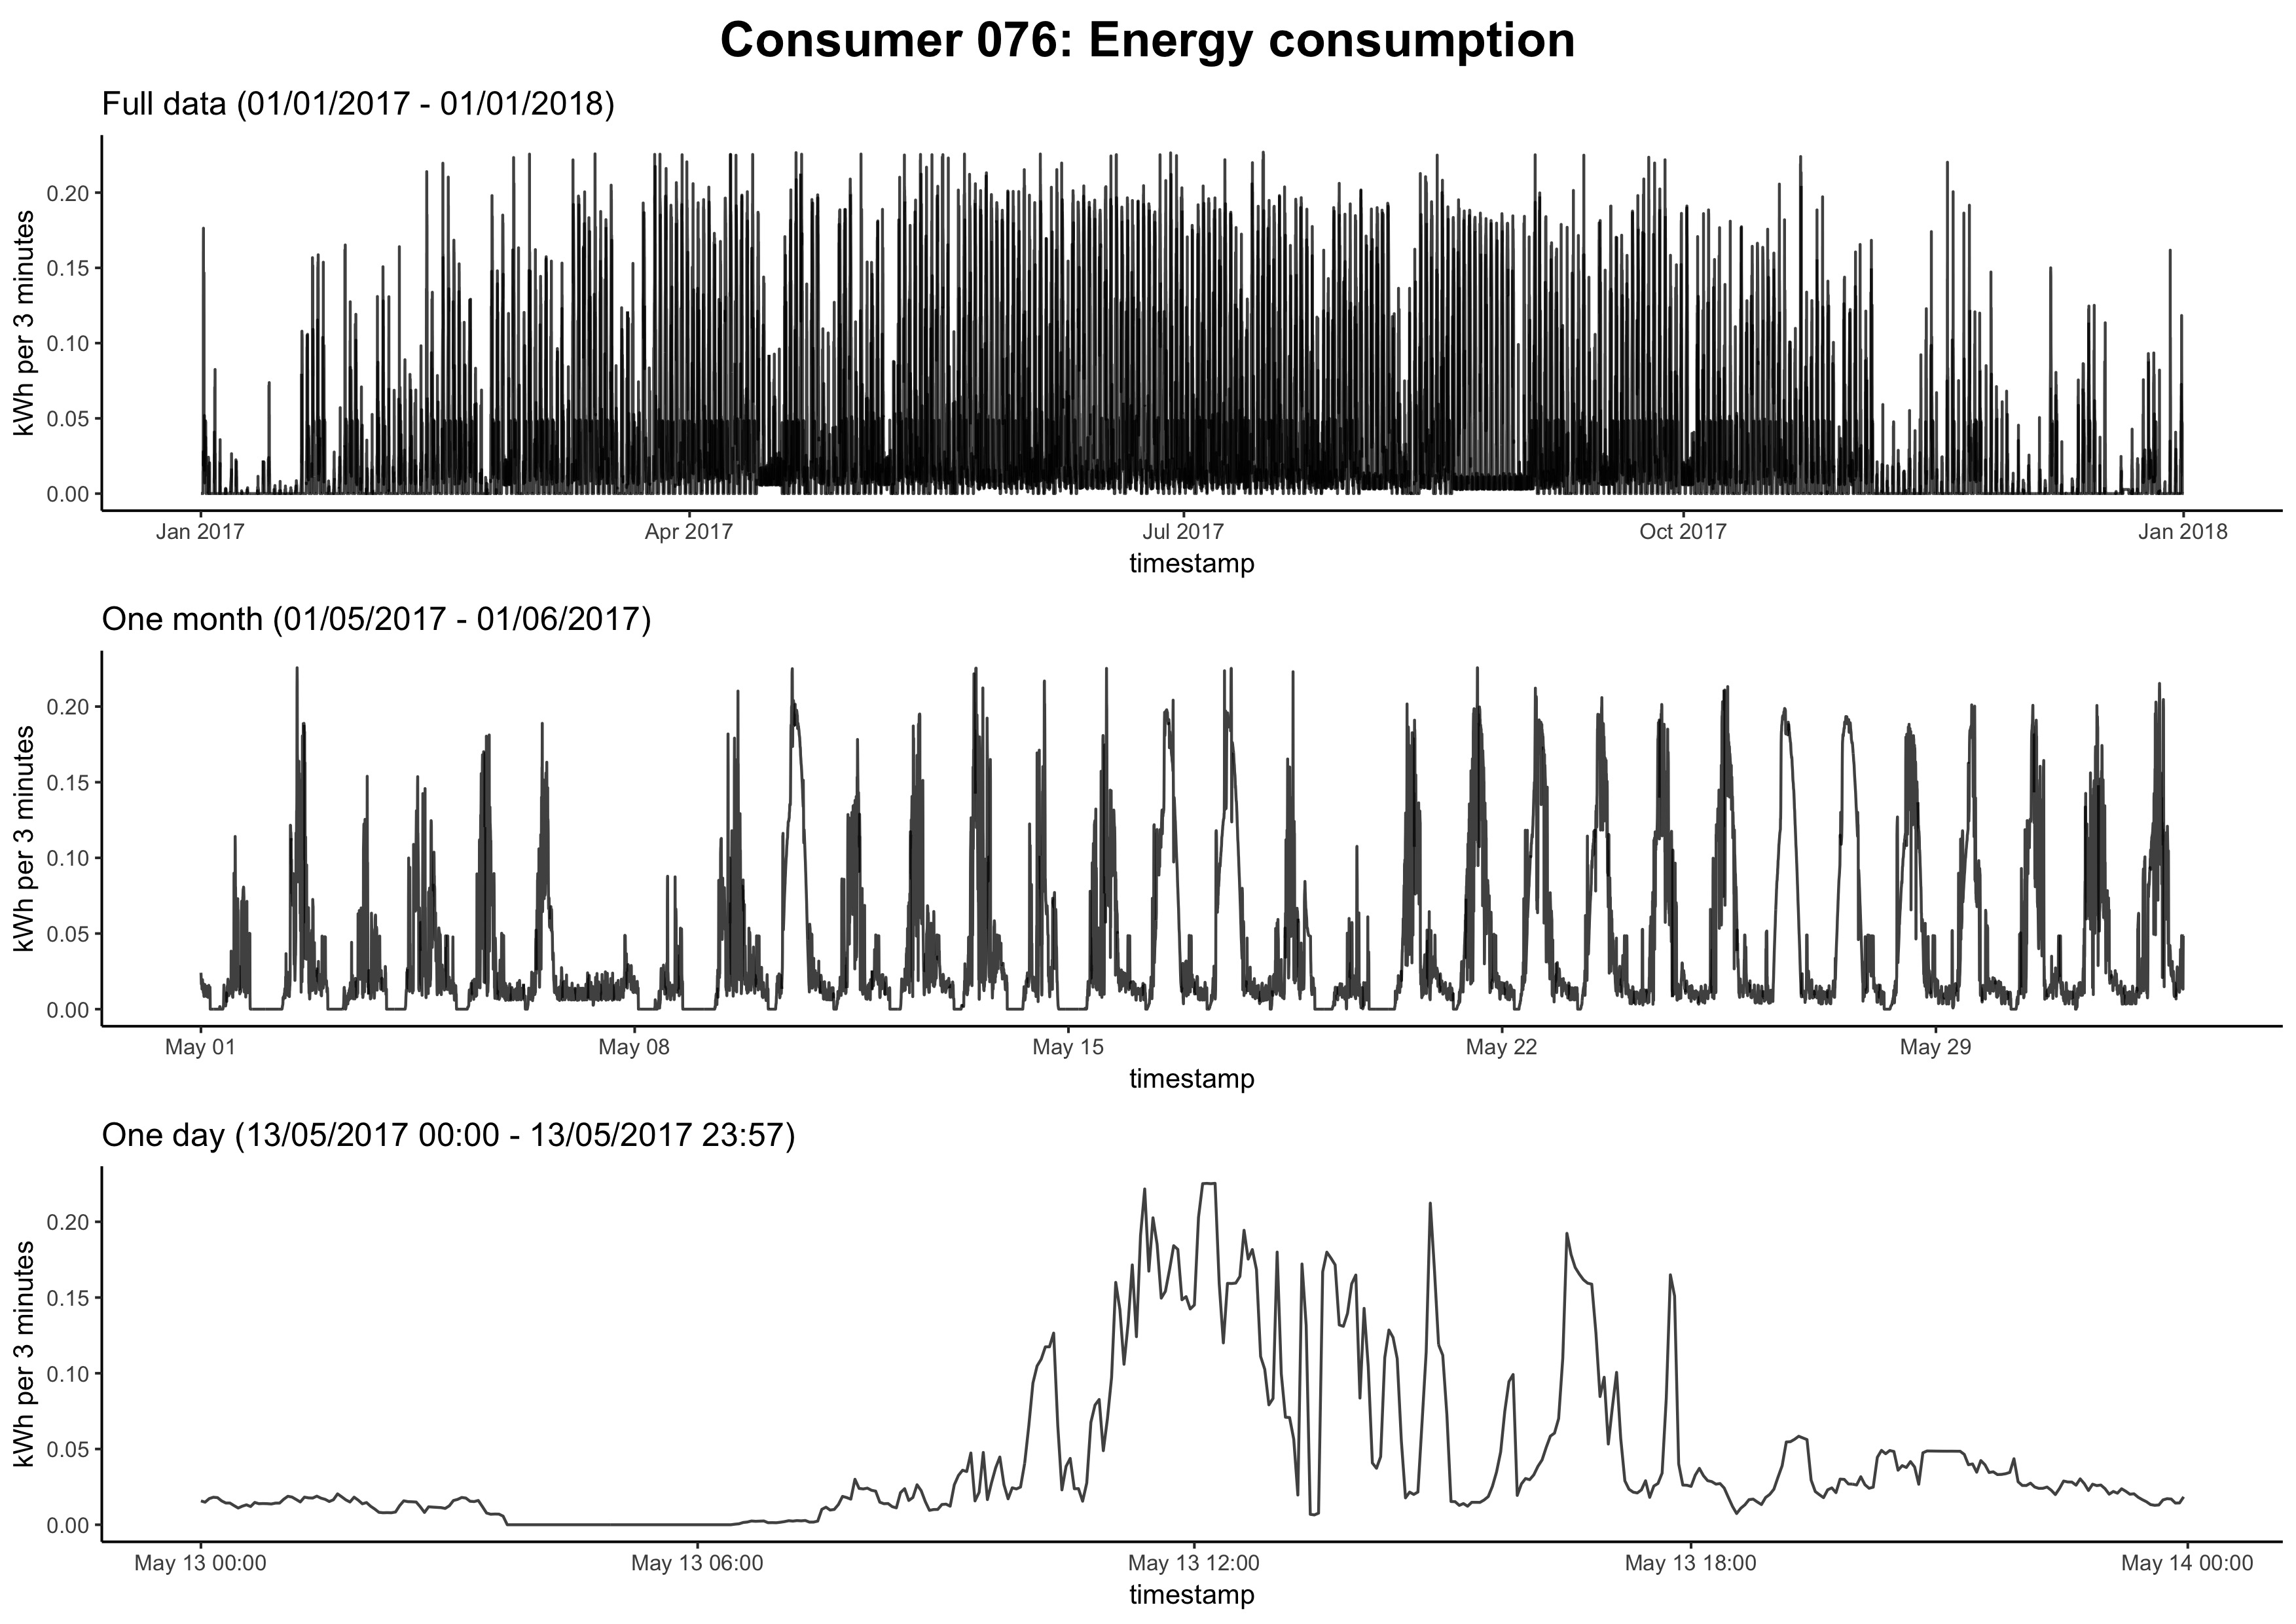 Consumer 076: Energy consumption
Full data (01/01/2017 - 01/01/2018)
kWh per 3 minutes
0.20
0.15
0.10
0.05
0.00
Jan 2017 Apr 2017 Jul 2017 Oct 2017 Jan 2018
timestamp
One month (01/05/2017 - 01/06/2017)
kWh per 3 minutes
0.20
0.15
0.10
0.05
0.00
May 01 May 08 May 15 May 22 May 29
timestamp
One day (13/05/2017 00:00 - 13/05/2017 23:57)
kWh per 3 minutes
0.20
0.15
0.10
0.05
0.00
May 13 00:00 May 13 06:00 May 13 12:00 May 13 18:00 May 14 00:00
timestamp